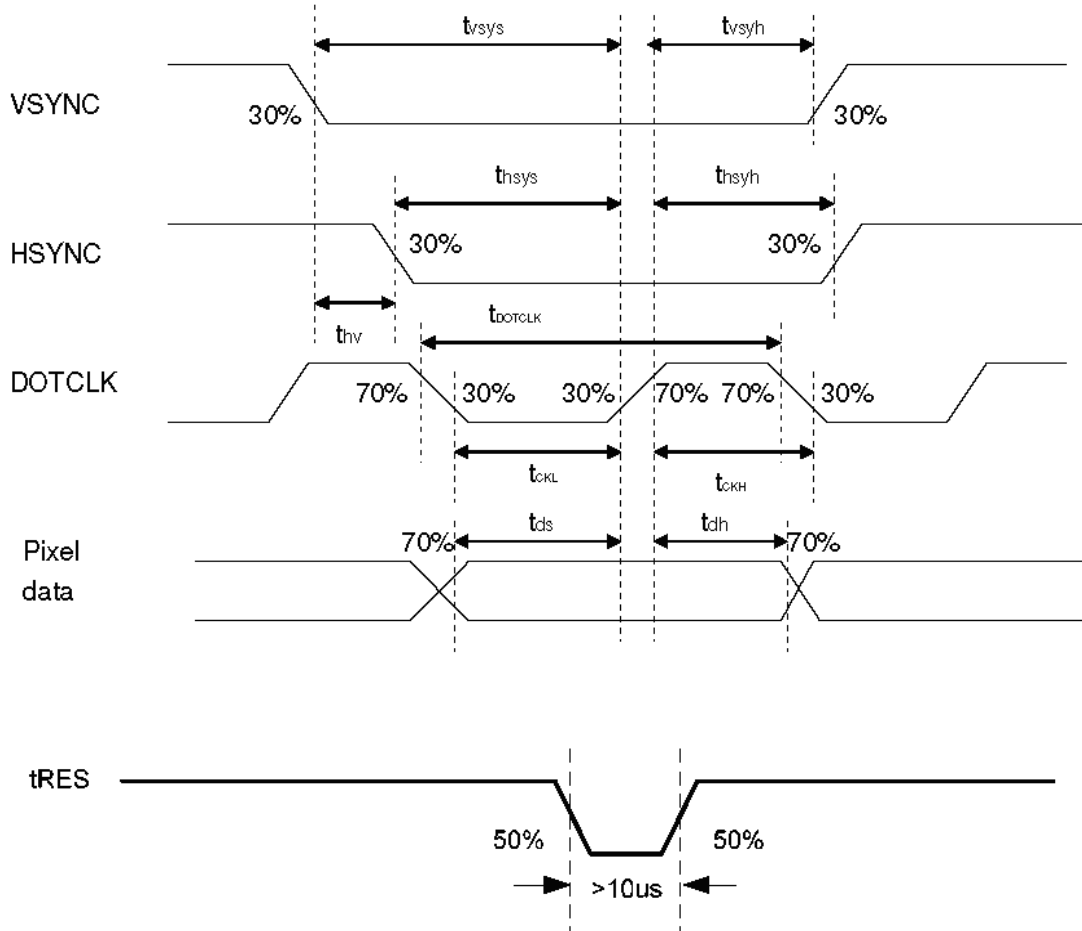 tvsys tvsyh
VSYNC
30% 30%
thsys thsyh
HSYNC
30% 30%
thv
tDOTCLK
DOTCLK
70% 30% 30% 70% 70% 30%
tCKL tCKH
tds tdh
Pixel
data
70% 70%
tRES
50% 50%
>10us